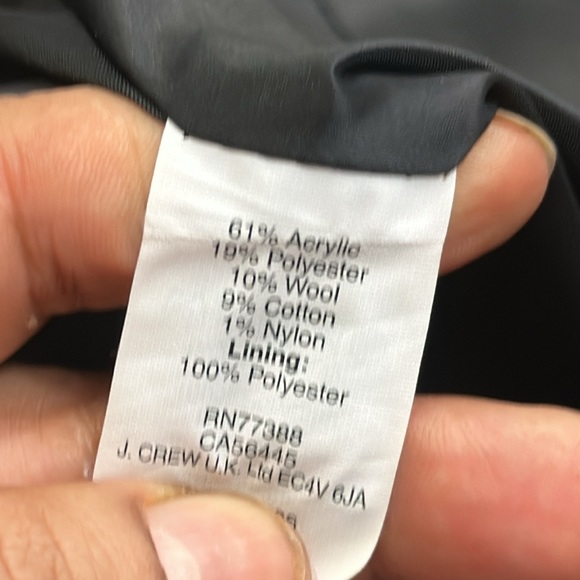 61% Acrylic
19% Polyester
10% Wool
9% Cotton
1% Nylon
Lining:
100% Polyester
RN77388
CA56445
J. CREW U.K. Ltd EC4V 6JA